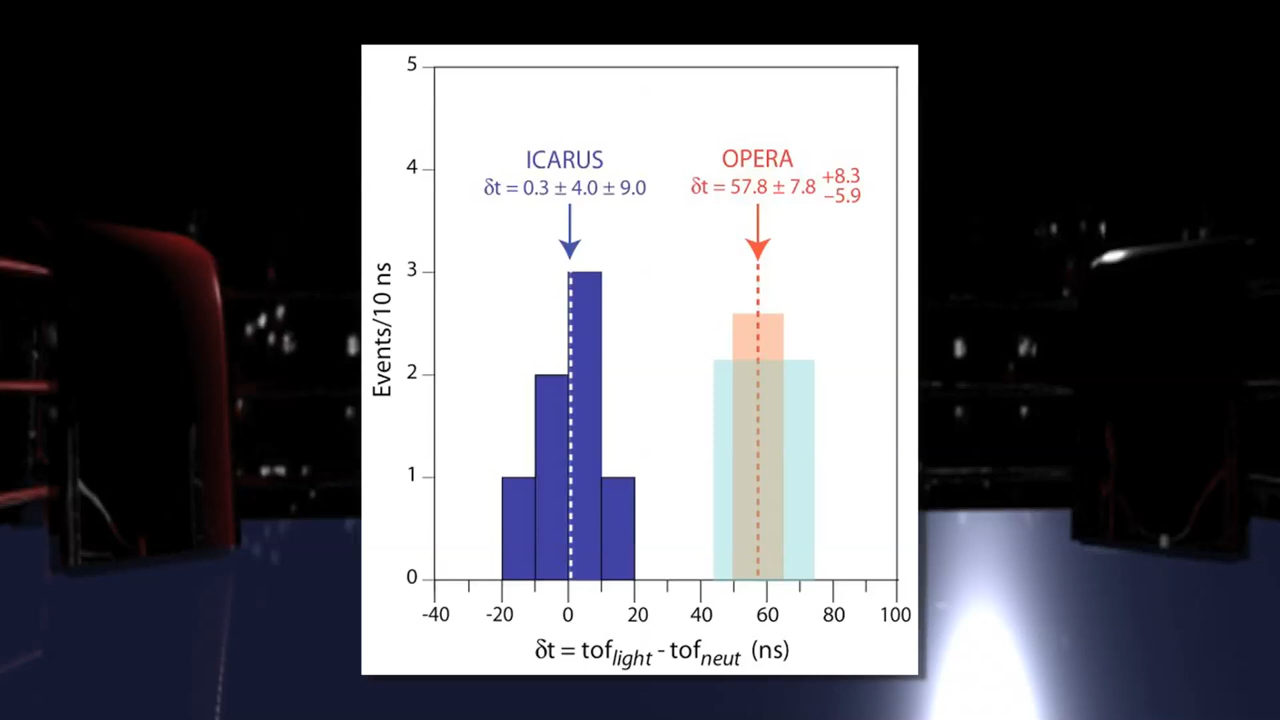 5
4
3
2
1
0
Events/10 ns
ICARUS
δt = 0.3 ± 4.0 ± 9.0
OPERA
δt = 57.8 ± 7.8 +8.3 –5.9
-40 -20 0 20 40 60 80 100
δt = tof_light - tof_neut (ns)